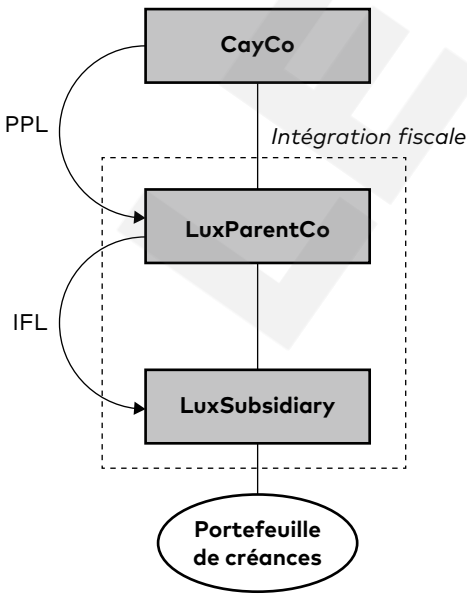 CayCo
PPL
Intégration fiscale
LuxParentCo
IFL
LuxSubsidiary
Portefeuille
de créances